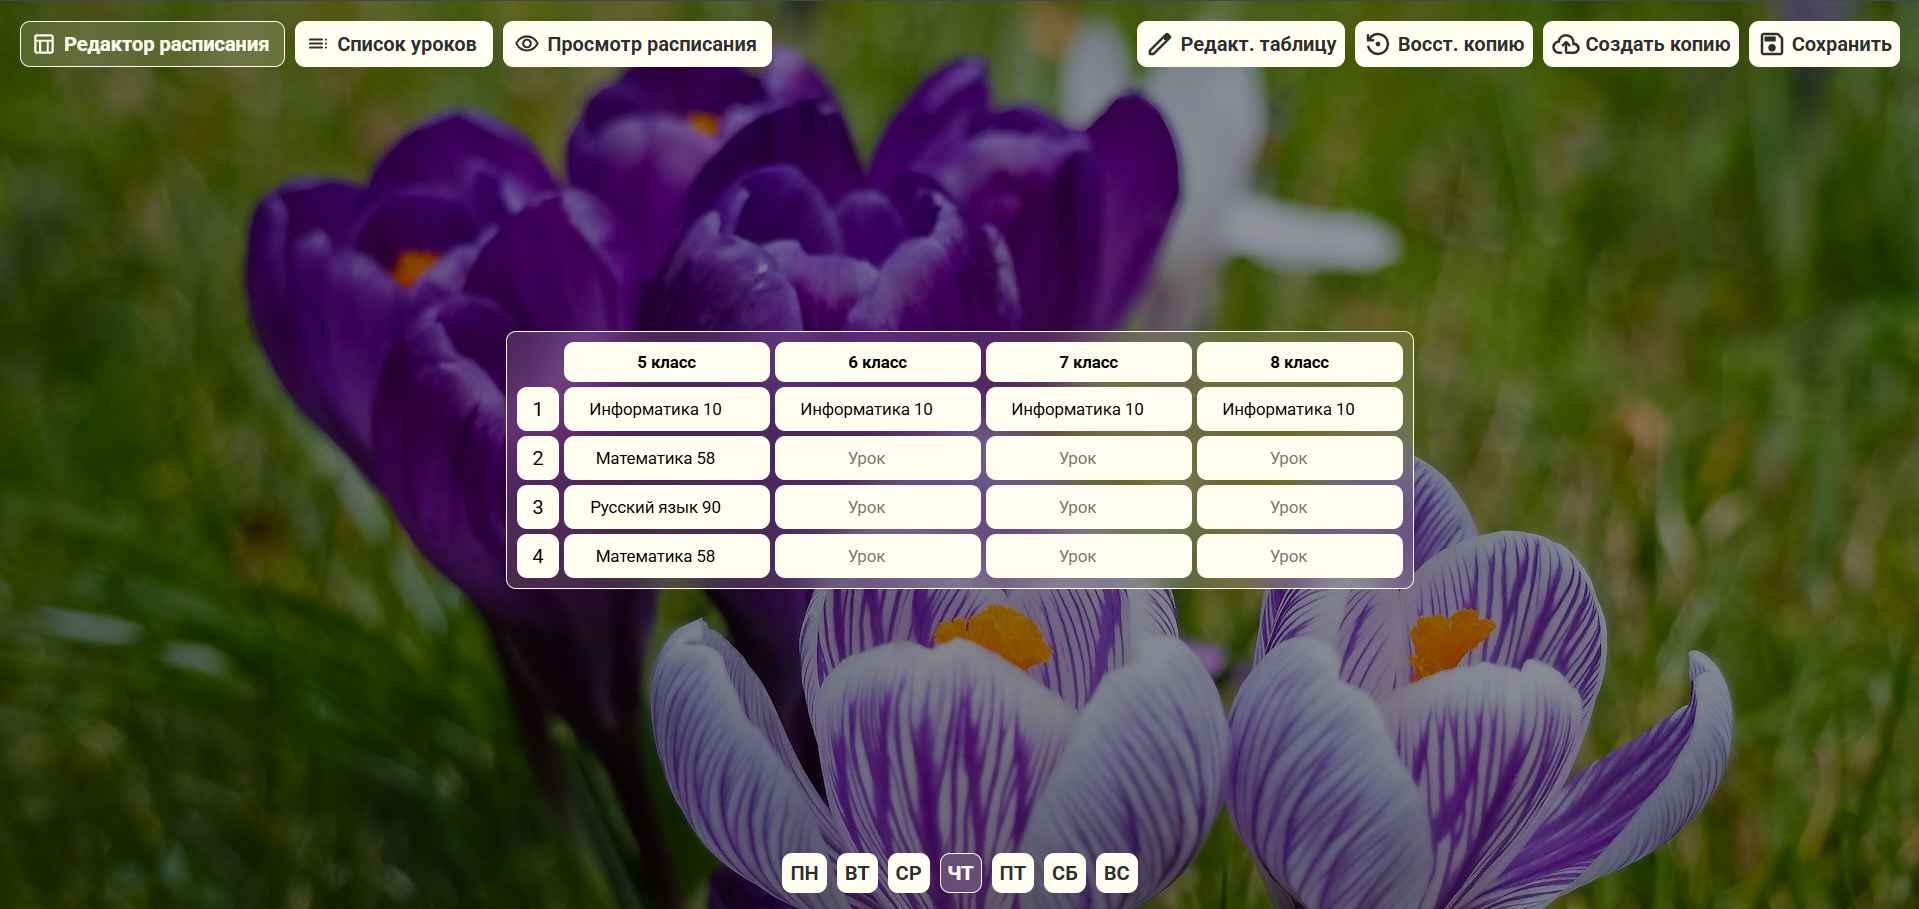 Редактор расписания Список уроков Просмотр расписания Редакт. таблицу Восст. копию Создать копию Сохранить
5 класс 6 класс 7 класс 8 класс
1 Информатика 10 Информатика 10 Информатика 10 Информатика 10
2 Математика 58 Урок Урок Урок
3 Русский язык 90 Урок Урок Урок
4 Математика 58 Урок Урок Урок
ПН ВТ СР ЧТ ПТ СБ ВС